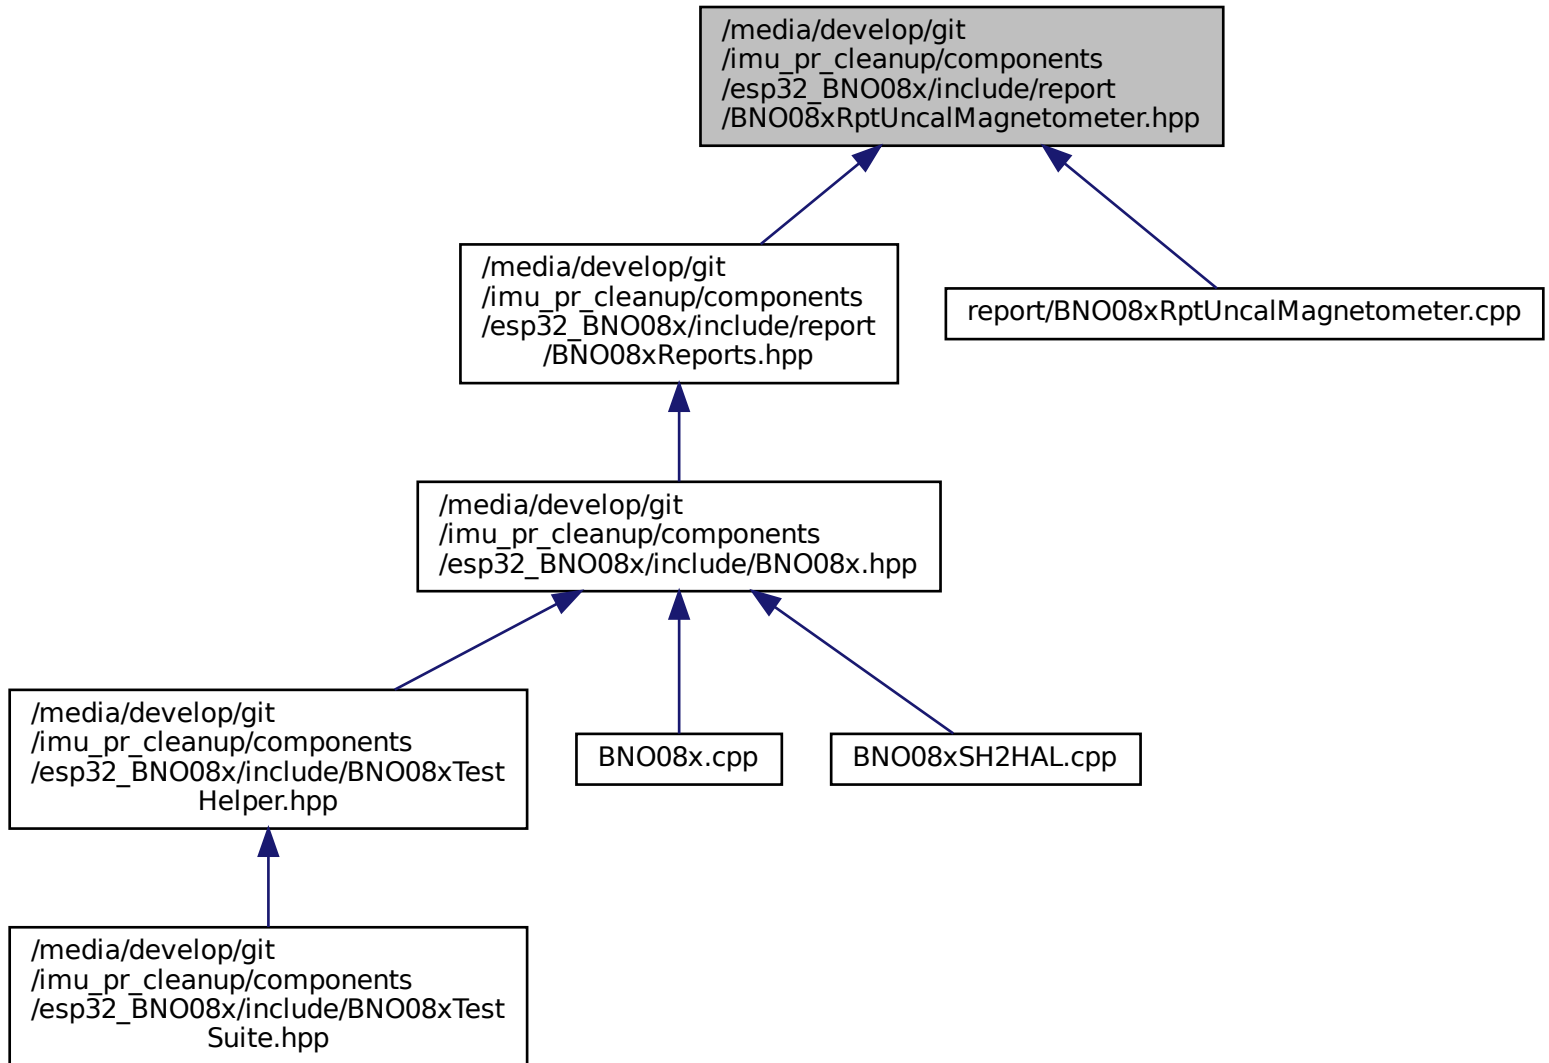 /media/develop/git
/imu_pr_cleanup/components
/esp32_BNO08x/include/report
/BNO08xRptUncalMagnetometer.hpp
/media/develop/git
/imu_pr_cleanup/components
/esp32_BNO08x/include/report
/BNO08xReports.hpp
report/BNO08xRptUncalMagnetometer.cpp
/media/develop/git
/imu_pr_cleanup/components
/esp32_BNO08x/include/BNO08x.hpp
/media/develop/git
/imu_pr_cleanup/components
/esp32_BNO08x/include/BNO08xTest
Helper.hpp
BNO08x.cpp
BNO08xSH2HAL.cpp
/media/develop/git
/imu_pr_cleanup/components
/esp32_BNO08x/include/BNO08xTest
Suite.hpp